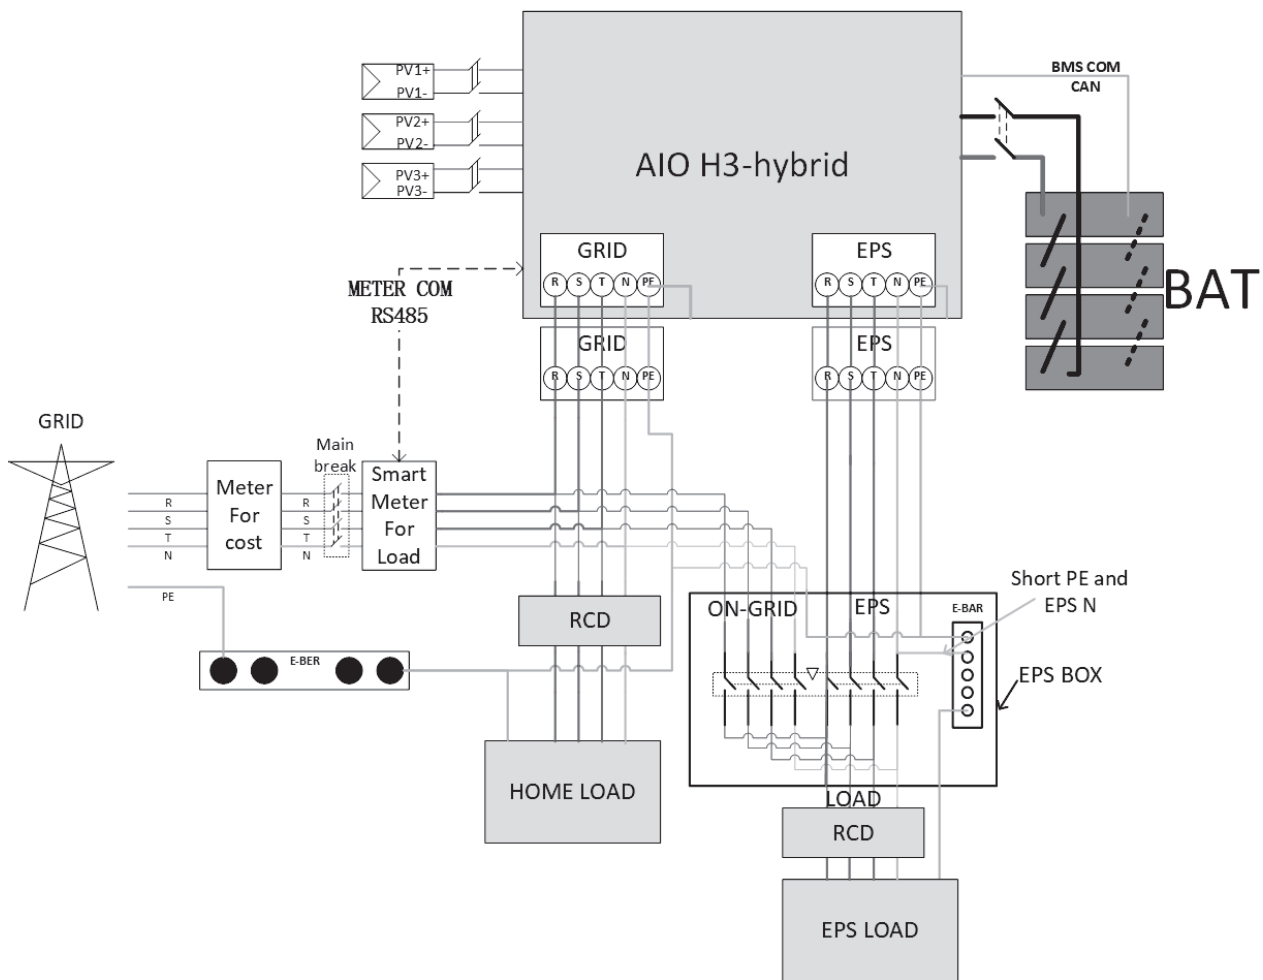 PV1+
PV1-
PV2+
PV2-
PV3+
PV3-
AIO H3-hybrid
BMS COM
CAN
BAT
GRID
R S T N PE
EPS
R S T N PE
METER COM
RS485
GRID
R S T N PE
EPS
R S T N PE
GRID
Main
break
Meter
For
cost
Smart
Meter
For
Load
R
S
T
N
R
S
T
N
PE
E-BER
RCD
HOME LOAD
ON-GRID
EPS
E-BAR
Short PE and
EPS N
EPS BOX
LOAD
RCD
EPS LOAD